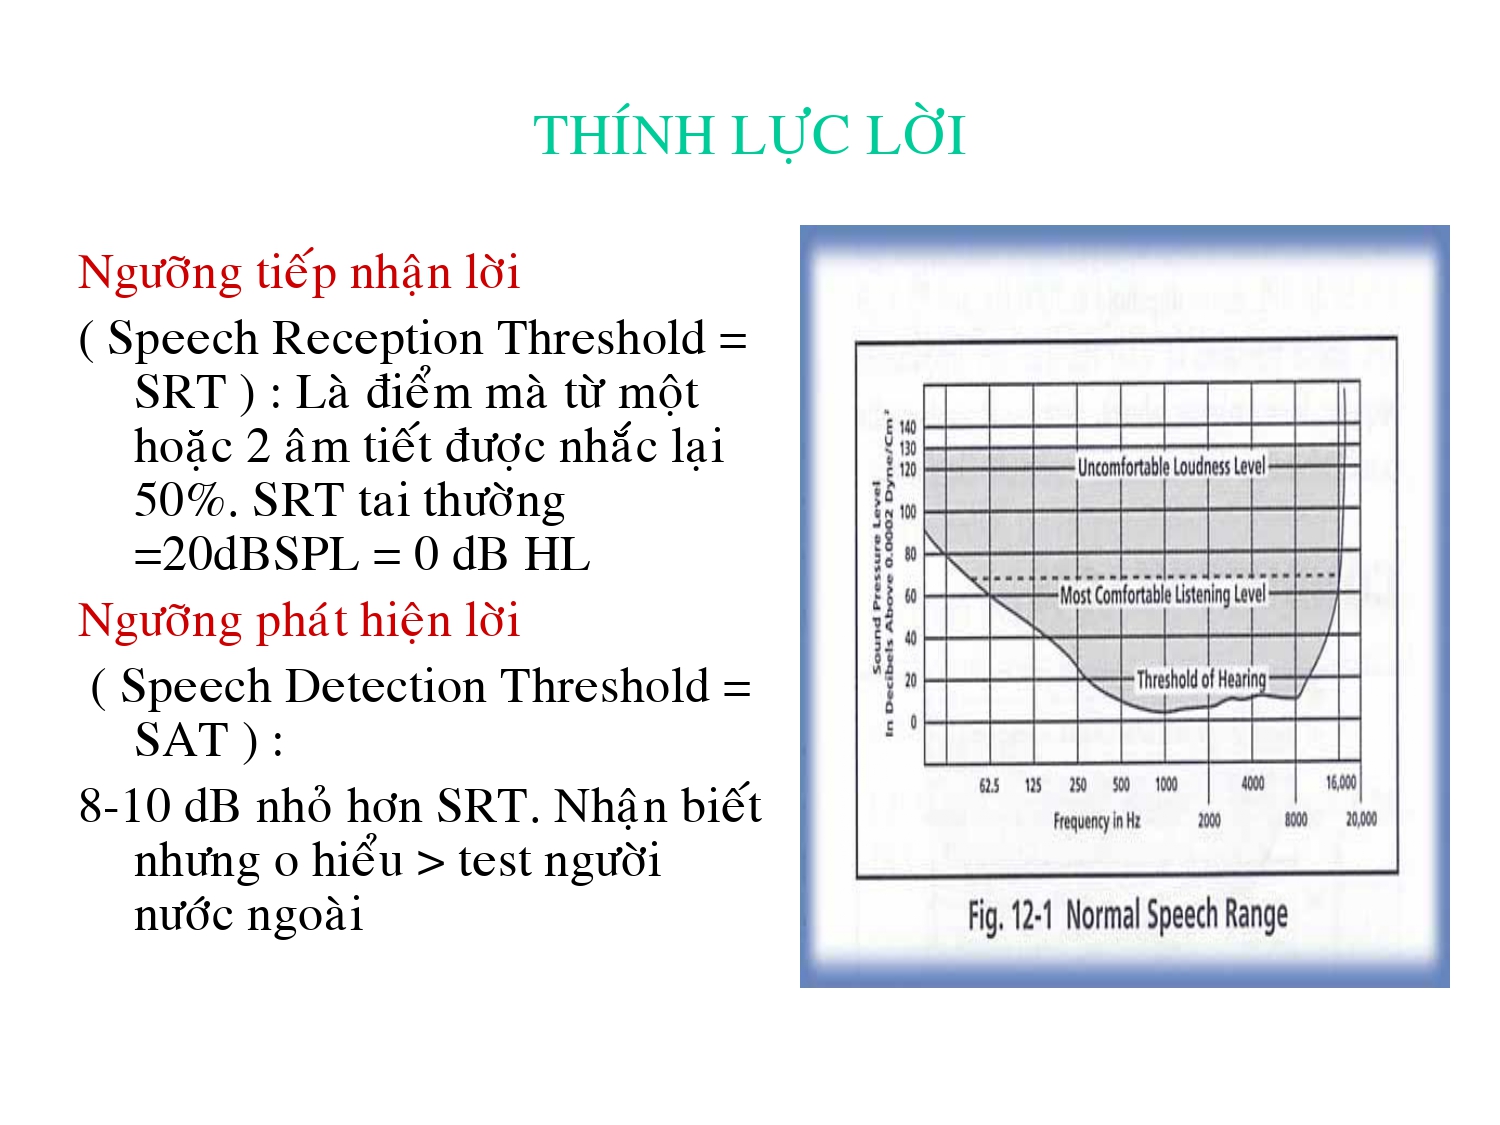 THÍNH LỰC LỜI
Ngưỡng tiếp nhận lời
( Speech Reception Threshold =
SRT ) : Là điểm mà từ một
hoặc 2 âm tiết được nhắc lại
50%. SRT tai thường
=20dBSPL = 0 dB HL
Ngưỡng phát hiện lời
( Speech Detection Threshold =
SAT ) :
8-10 dB nhỏ hơn SRT. Nhận biết
nhưng o hiểu > test người
nước ngoài
Sound Pressure Level
In Decibels Above 0.0002 Dyne/Cm²
140
130
120
100
80
60
40
20
0
Uncomfortable Loudness Level
Most Comfortable Listening Level
Threshold of Hearing
62.5 125 250 500 1000 4000 16,000
Frequency in Hz 2000 8000 20,000
Fig. 12-1 Normal Speech Range